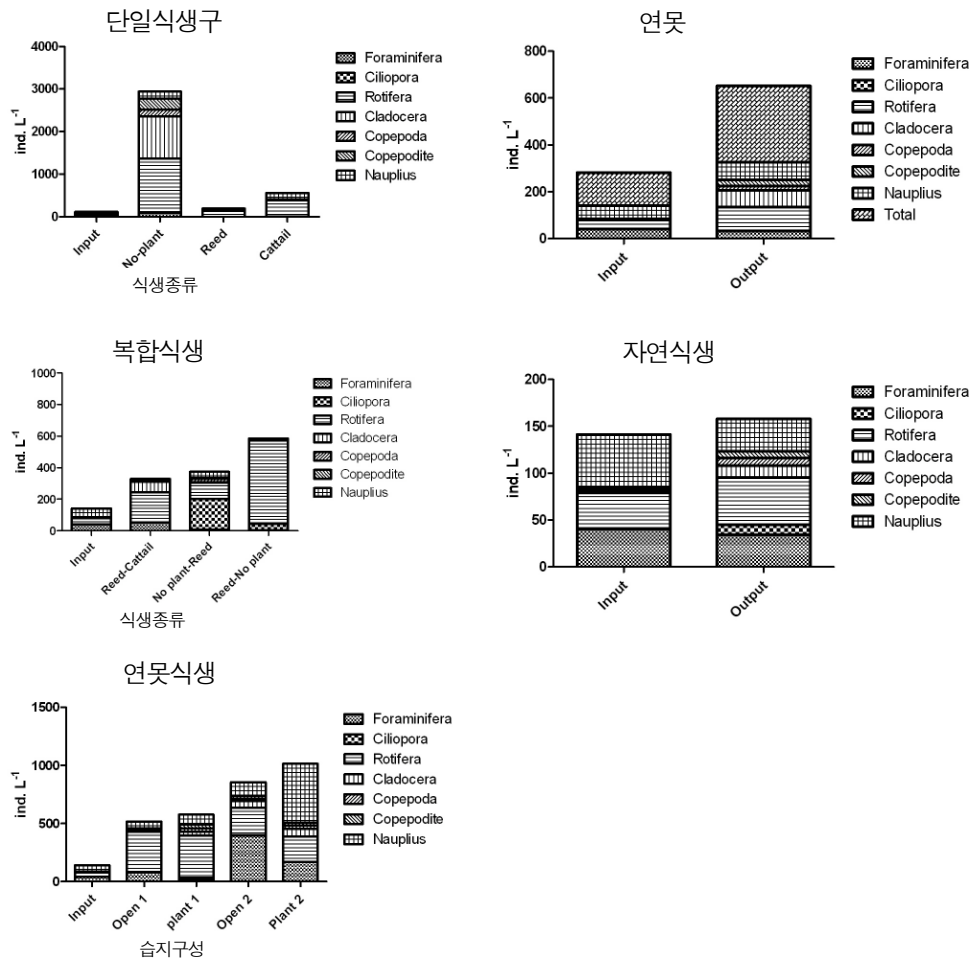 단일식생구
4000
3000
2000
1000
0
ind. L-1
Input
No-plant
Reed
Cattail
식생종류
Foraminifera
Ciliopora
Rotifera
Cladocera
Copepoda
Copepodite
Nauplius
연못
800
600
400
200
0
ind. L-1
Input
Output
Foraminifera
Ciliopora
Rotifera
Cladocera
Copepoda
Copepodite
Nauplius
Total
복합식생
1000
800
600
400
200
0
ind. L-1
Input
Reed-Cattail
No plant-Reed
Reed-No plant
식생종류
Foraminifera
Ciliopora
Rotifera
Cladocera
Copepoda
Copepodite
Nauplius
자연식생
200
150
100
50
0
ind. L-1
Input
Output
Foraminifera
Ciliopora
Rotifera
Cladocera
Copepoda
Copepodite
Nauplius
연못식생
1500
1000
500
0
ind. L-1
Input
Open 1
plant 1
Open 2
Plant 2
습지구성
Foraminifera
Ciliopora
Rotifera
Cladocera
Copepoda
Copepodite
Nauplius